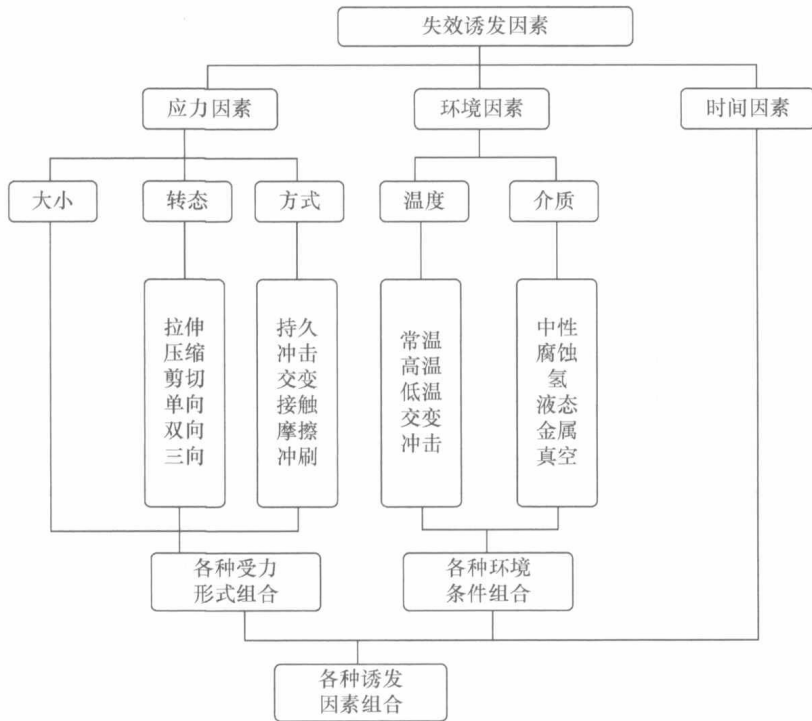 失效诱发因素
应力因素
环境因素
时间因素
大小
转态
方式
温度
介质
拉伸
压缩
剪切
单向
双向
三向
持久
冲击
交变
接触
摩擦
冲刷
常温
高温
低温
交变
冲击
中性
腐蚀
氢
液态
金属
真空
各种受力
形式组合
各种环境
条件组合
各种诱发
因素组合